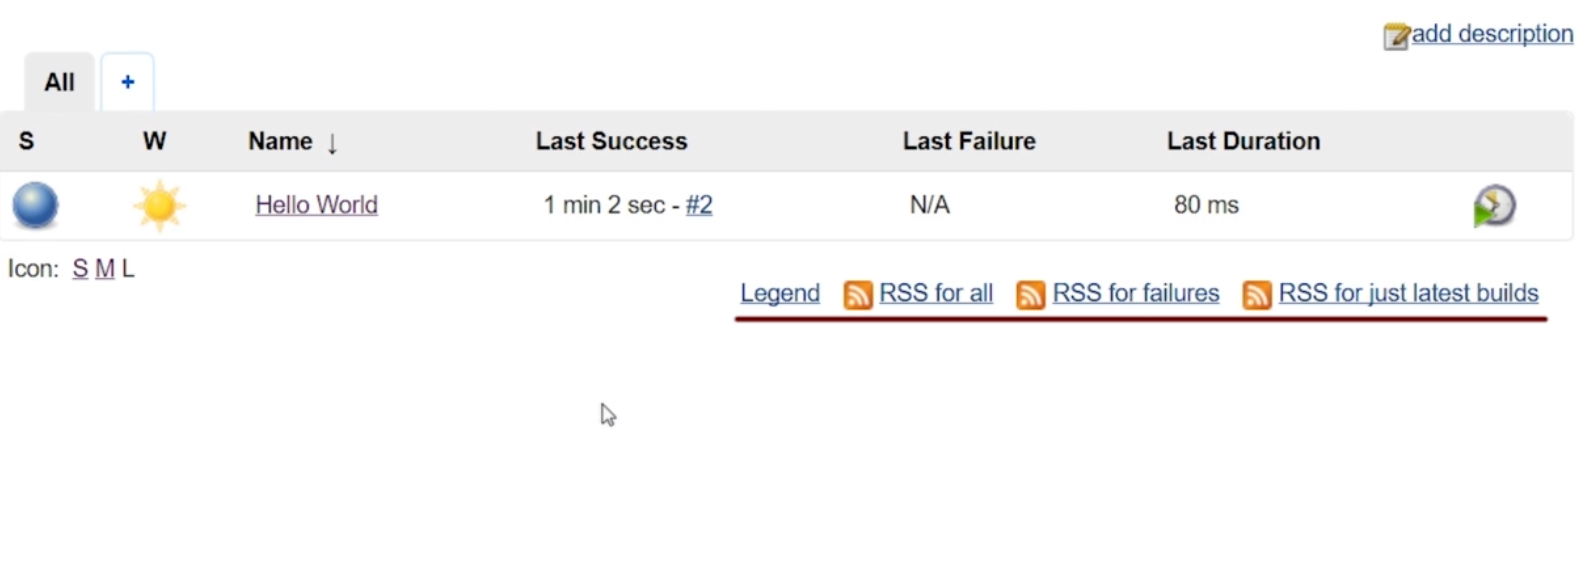 add description
All +
S W Name ↓ Last Success Last Failure Last Duration
Hello World 1 min 2 sec - #2 N/A 80 ms
Icon: S M L
Legend RSS for all RSS for failures RSS for just latest builds